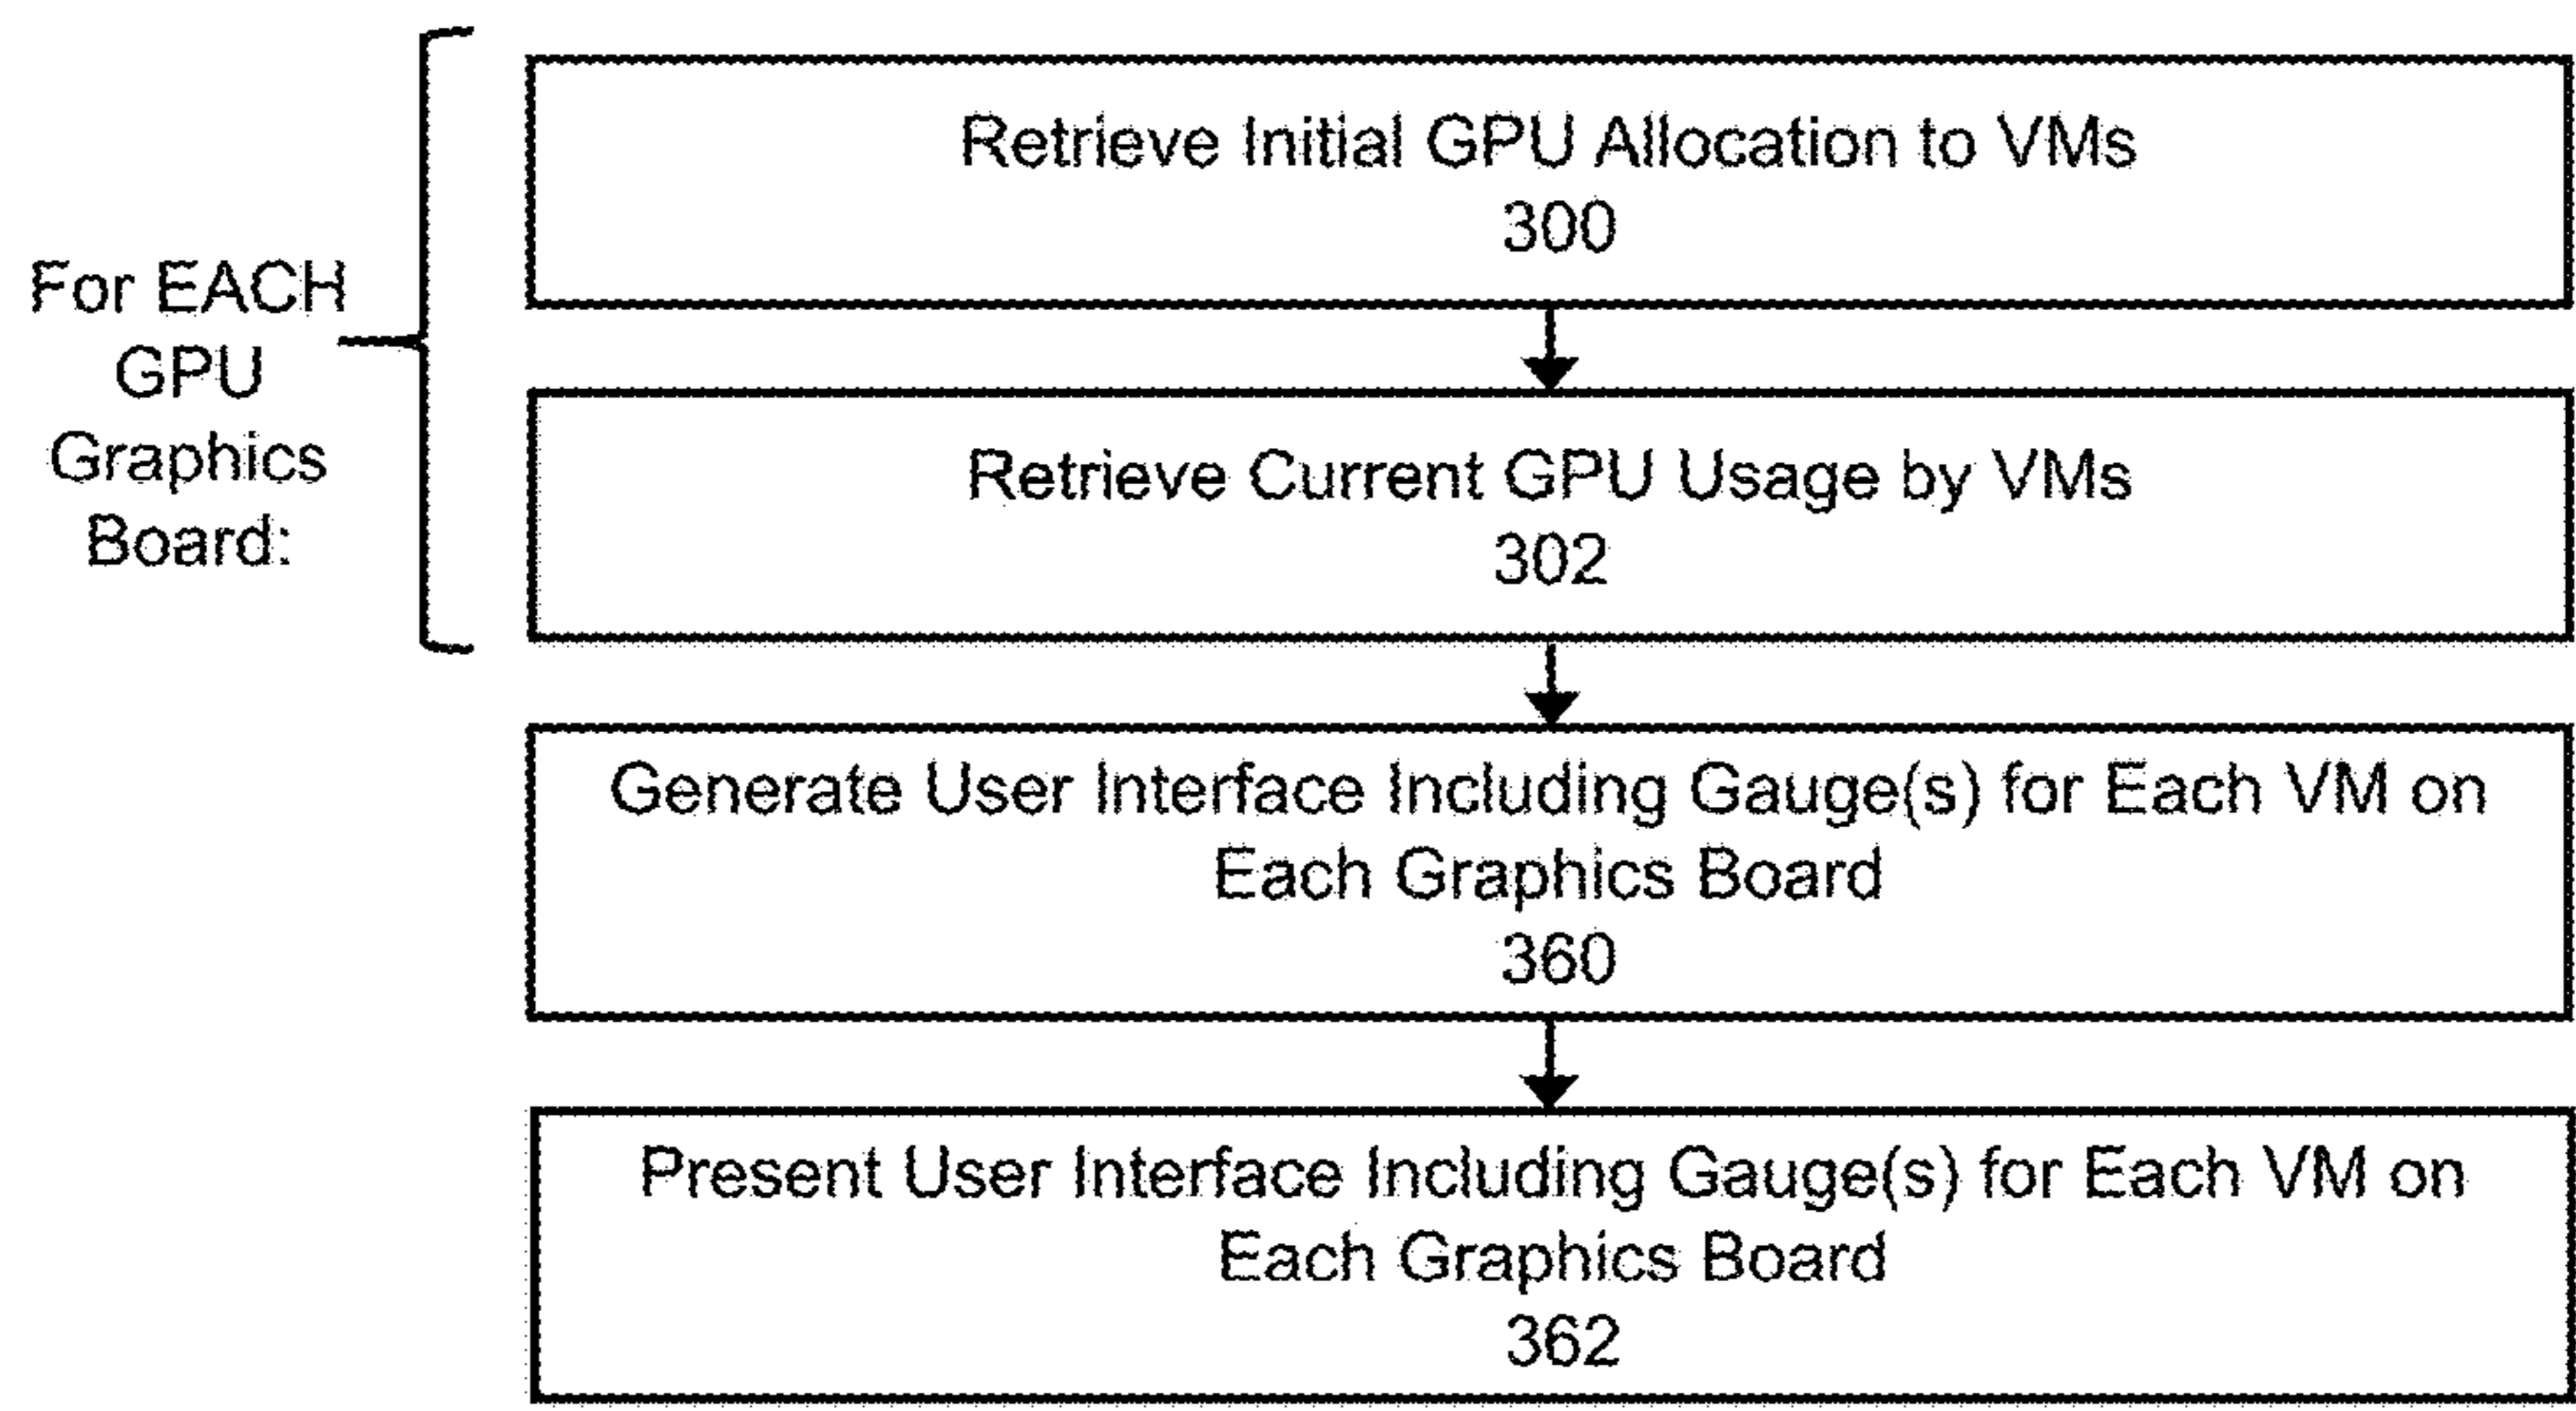 For EACH
GPU
Graphics
Board:
Retrieve Initial GPU Allocation to VMs
300
Retrieve Current GPU Usage by VMs
302
Generate User Interface Including Gauge(s) for Each VM on
Each Graphics Board
360
Present User Interface Including Gauge(s) for Each VM on
Each Graphics Board
362